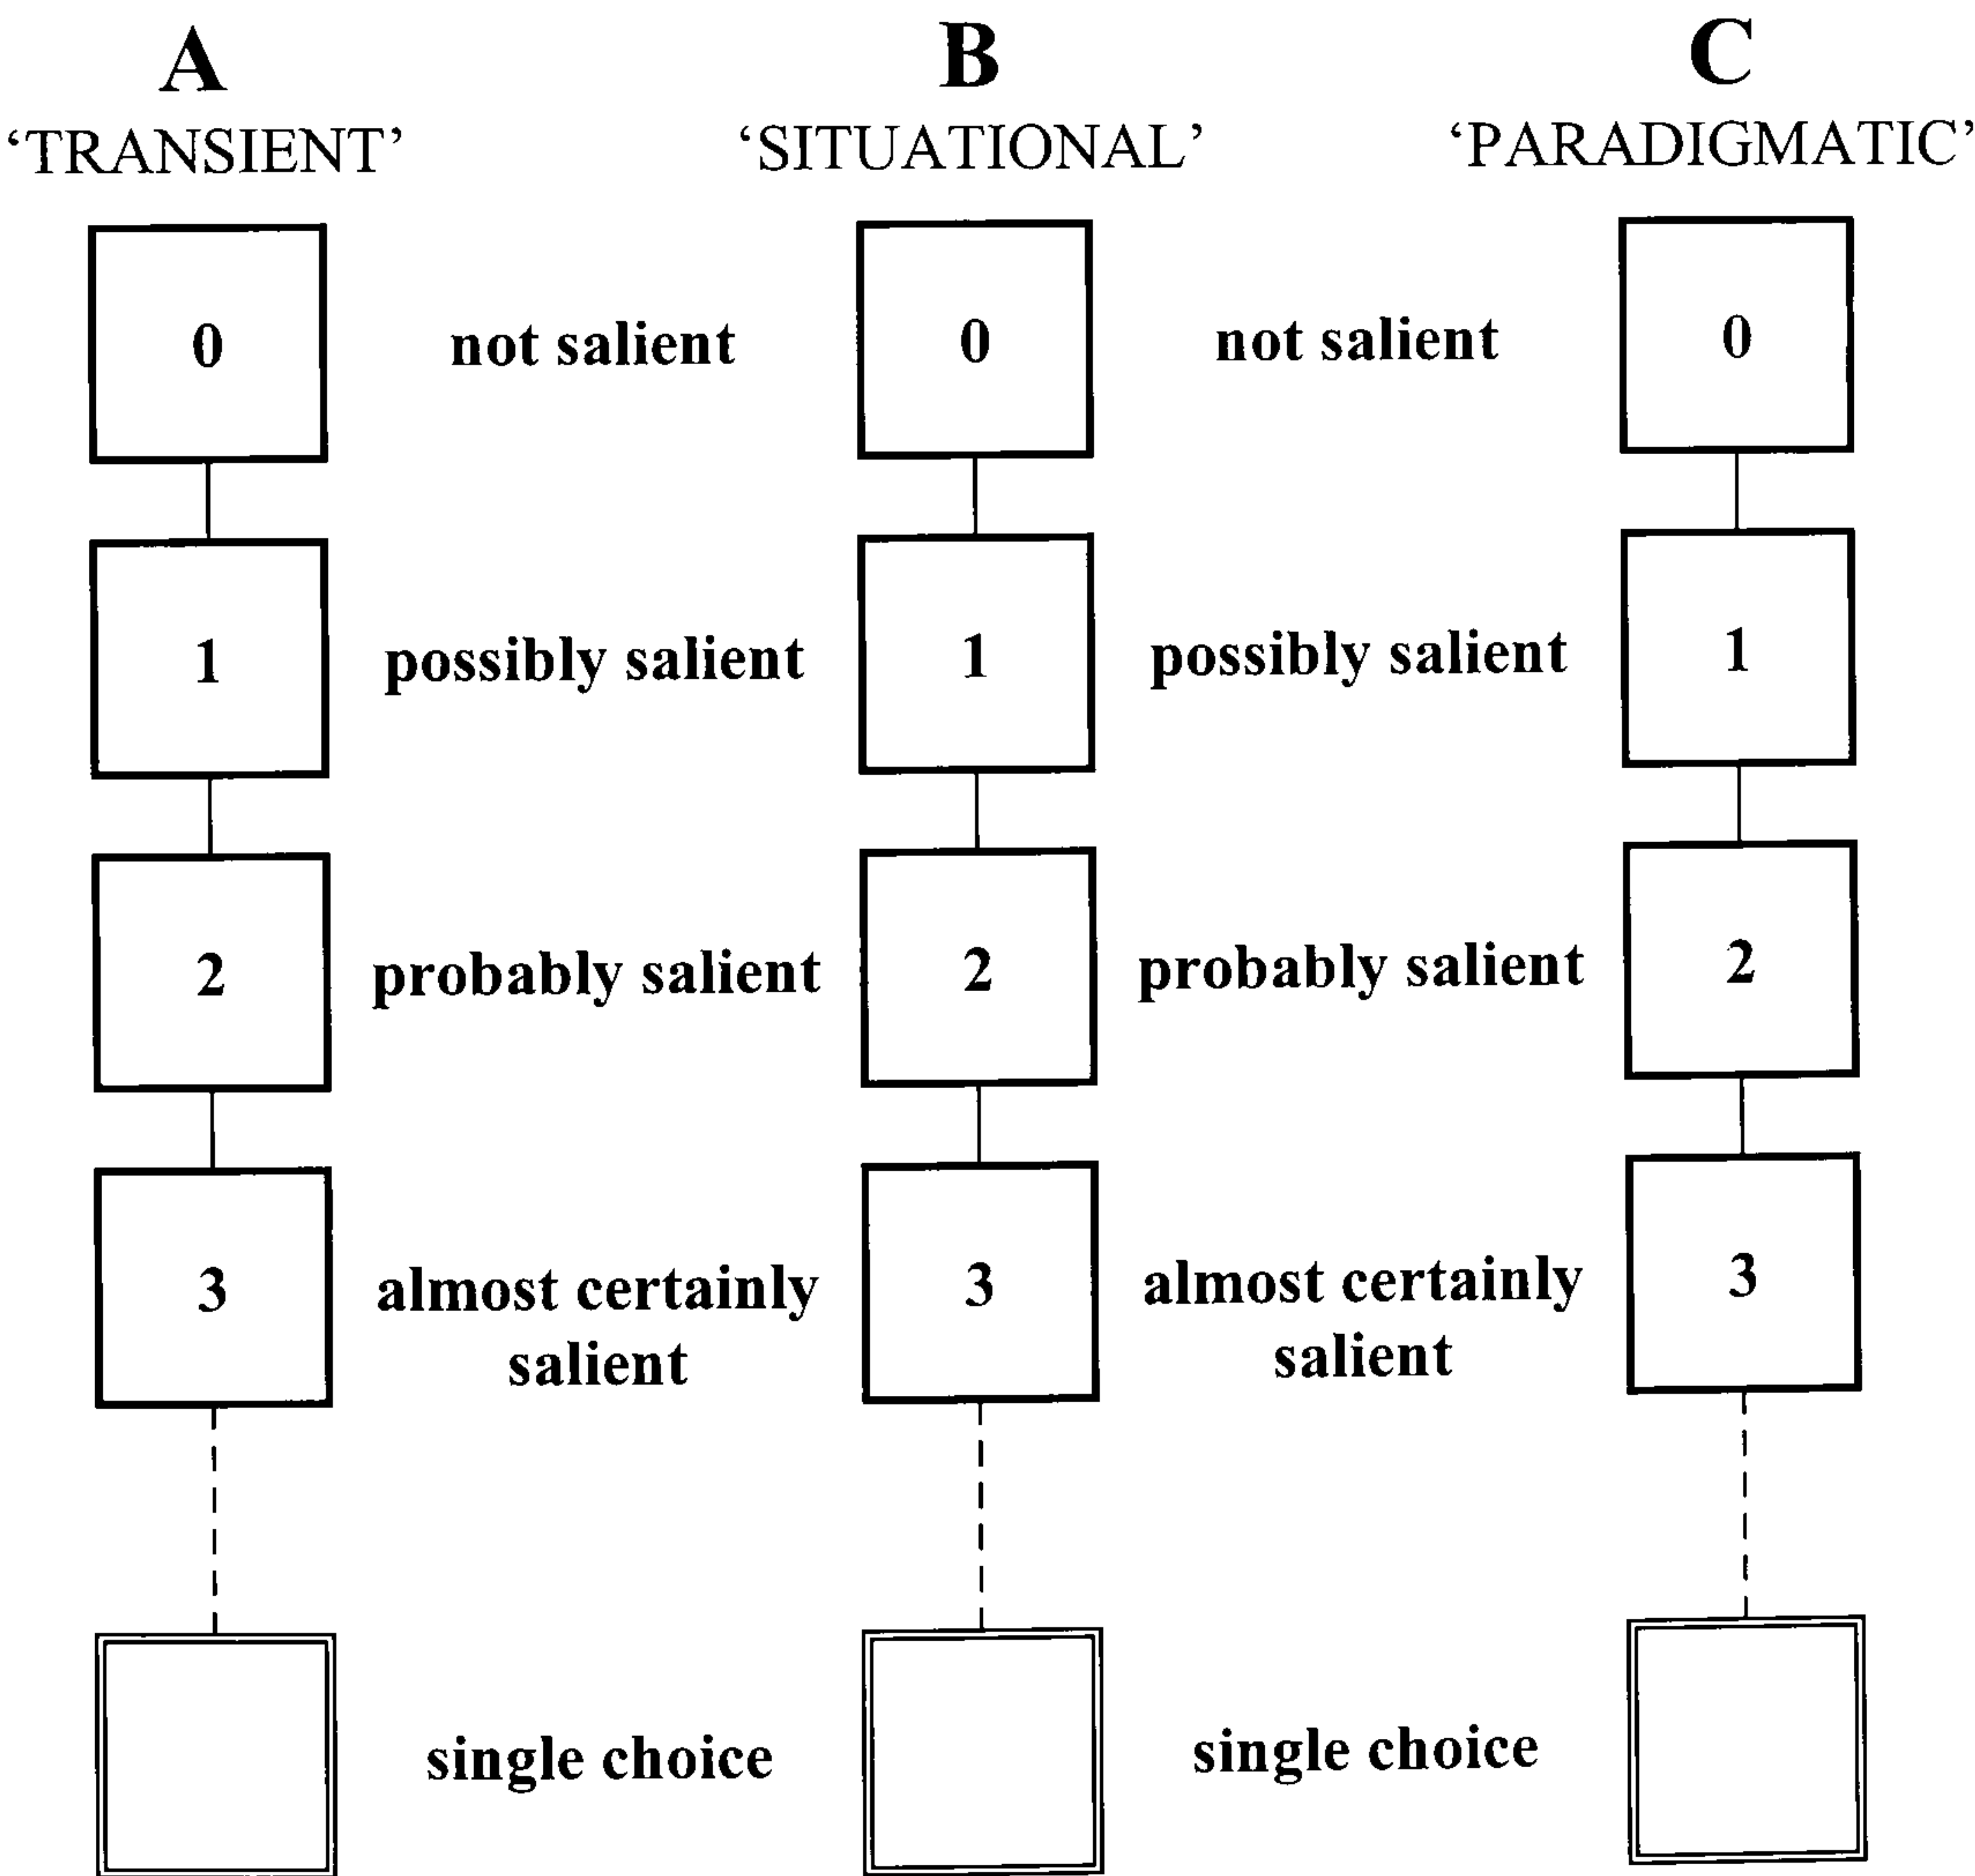 A B C
‘TRANSIENT’ ‘SITUATIONAL’ ‘PARADIGMATIC’
0 not salient 0 not salient 0
1 possibly salient 1 possibly salient 1
2 probably salient 2 probably salient 2
3 almost certainly 3 almost certainly 3
salient salient
single choice single choice